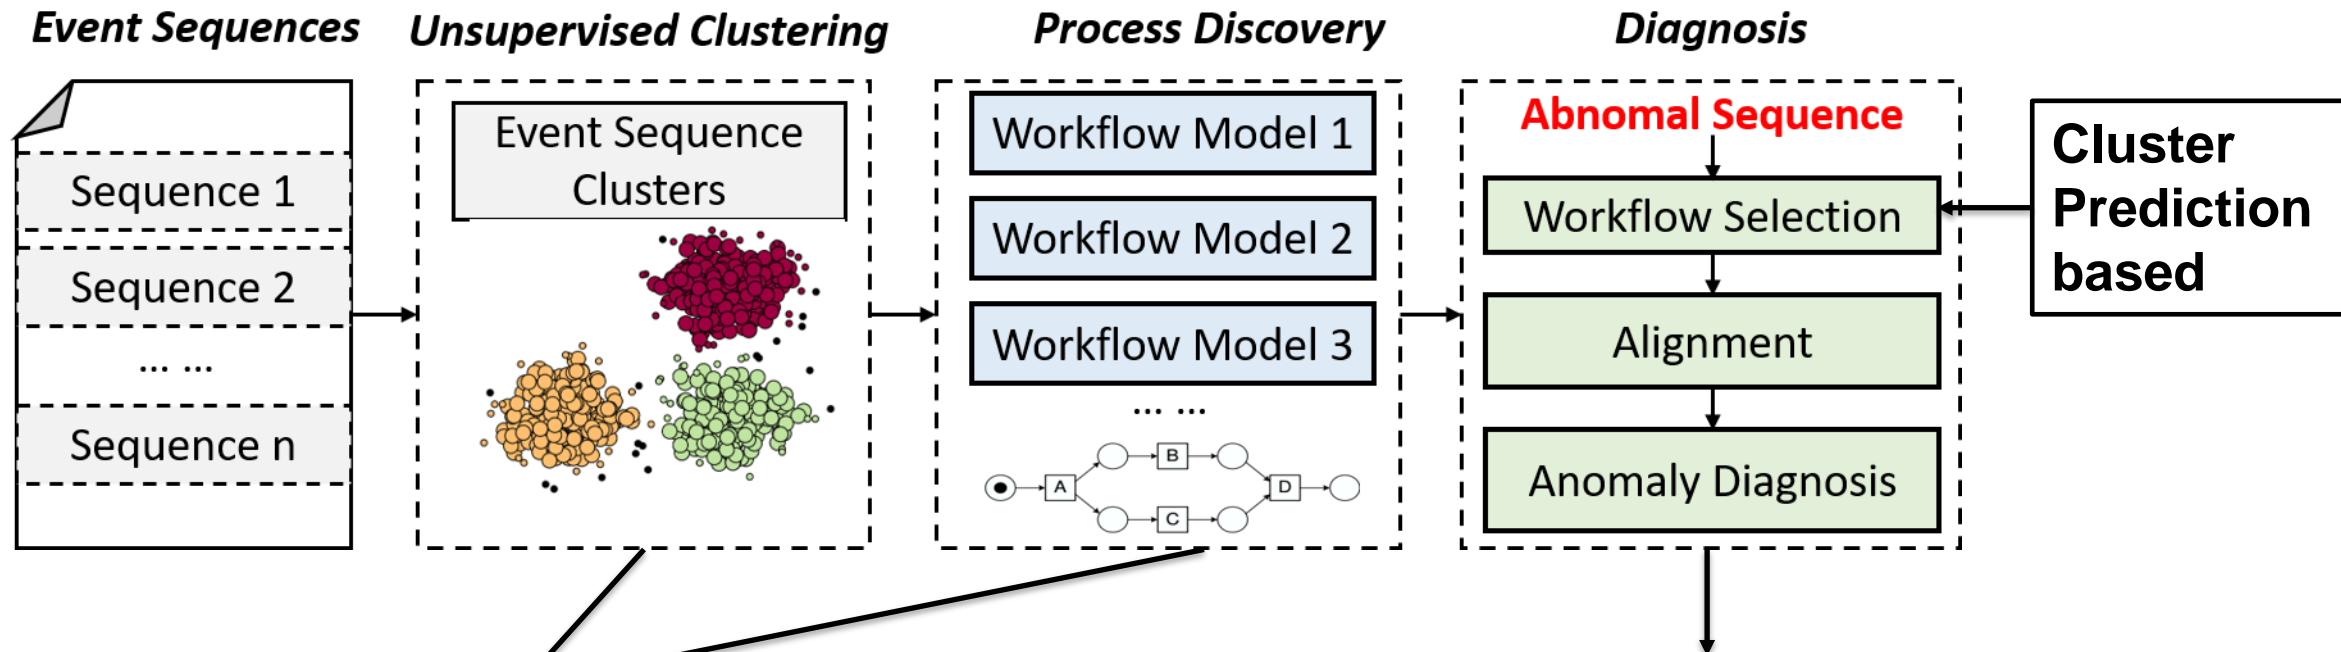 Event Sequences
Unsupervised Clustering
Process Discovery
Diagnosis
Sequence 1
Sequence 2
... ...
Sequence n
Event Sequence
Clusters
Workflow Model 1
Workflow Model 2
Workflow Model 3
... ...
A
B
C
D
Abnomal Sequence
Workflow Selection
Alignment
Anomaly Diagnosis
Cluster
Prediction
based